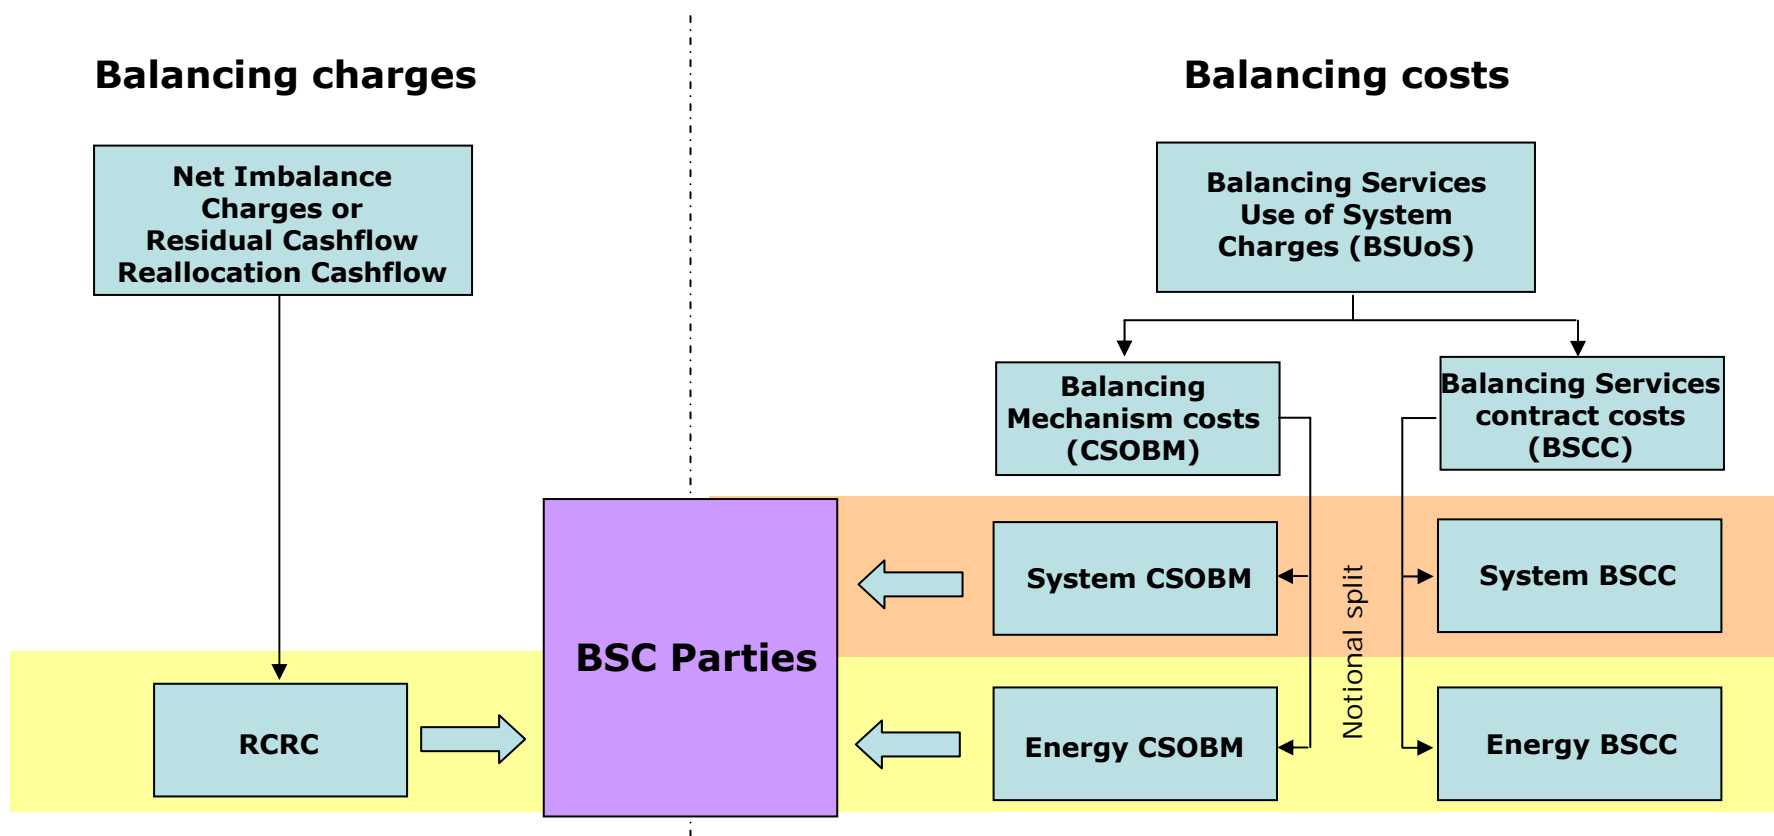 Balancing charges
Balancing costs
Net Imbalance
Charges or
Residual Cashflow
Reallocation Cashflow
Balancing Services
Use of System
Charges (BSUoS)
Balancing
Mechanism costs
(CSOBM)
Balancing Services
contract costs
(BSCC)
System CSOBM
System BSCC
Notional split
BSC Parties
RCRC
Energy CSOBM
Energy BSCC